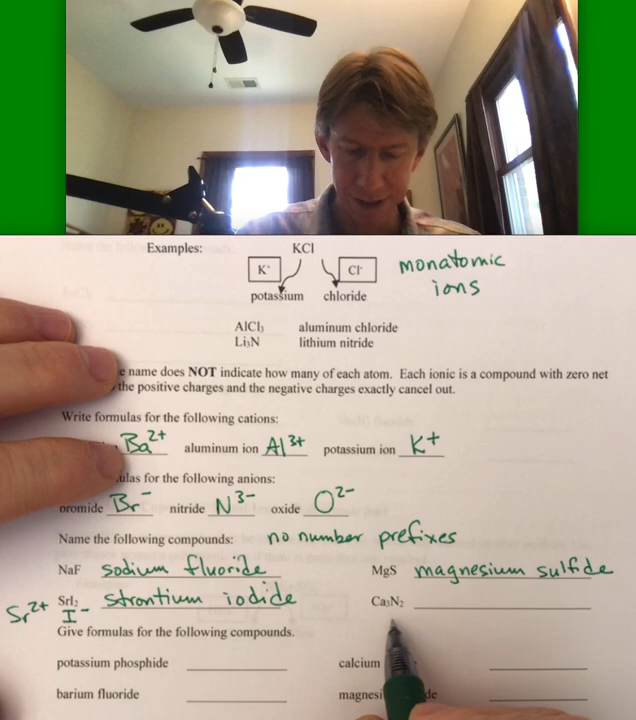 Examples: KCl
K⁺ Cl⁻ monatomic ions
potassium chloride
AlCl₃ aluminum chloride
Li₃N lithium nitride
name does NOT indicate how many of each atom. Each ionic is a compound with zero net
the positive charges and the negative charges exactly cancel out.
Write formulas for the following cations:
Ba²⁺ aluminum ion Al³⁺ potassium ion K⁺
for the following anions:
bromide Br⁻ nitride N³⁻ oxide O²⁻
Name the following compounds: no number prefixes
NaF sodium fluoride MgS magnesium sulfide
Sr²⁺ SrI₂ strontium iodide Ca₃N₂
I⁻
Give formulas for the following compounds.
potassium phosphide calcium
barium fluoride